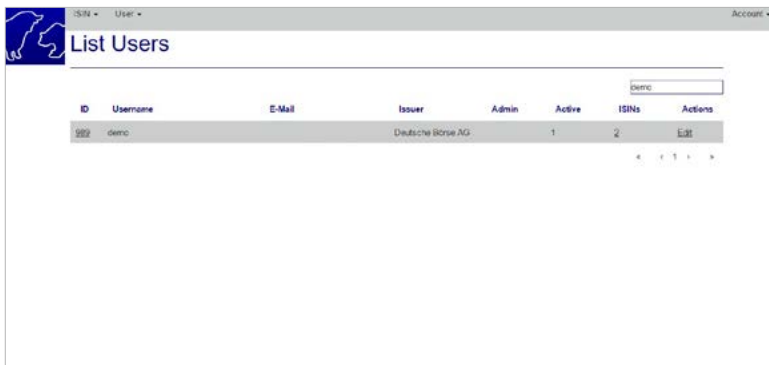 ISIN User Account
List Users
demo
ID Username E-Mail Issuer Admin Active ISINs Actions
989 demo Deutsche Börse AG 1 2 Edit
« ‹ 1 › »